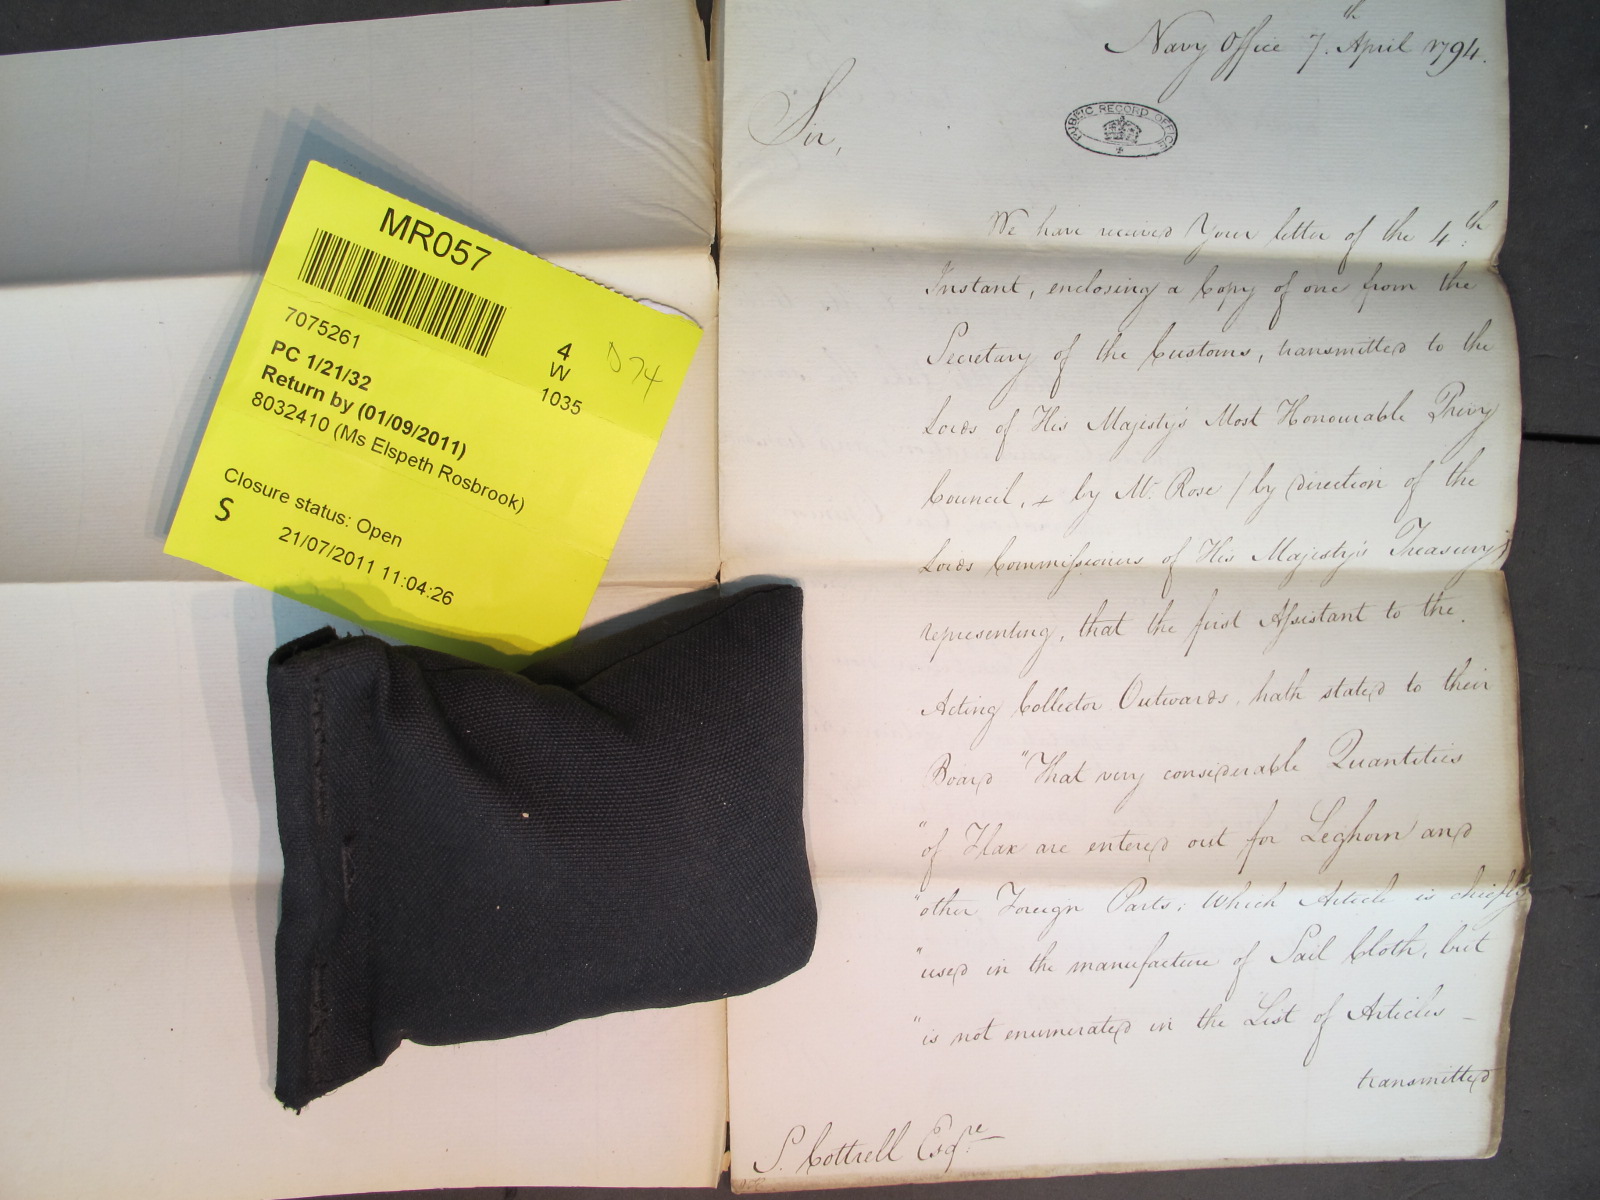 MR057
7075261
4
W
1035
D74
PC 1/21/32
Return by (01/09/2011)
8032410 (Ms Elspeth Rosbrook)
Closure status: Open
S
21/07/2011 11:04:26
Navy Office 7.th April 1794.
PUBLIC RECORD OFFICE
Sir,
We have received Your letter of the 4th
Instant, enclosing a Copy of one from the
Secretary of the Customs, transmitted to the
Lords of His Majesty's Most Honourable Privy
Council, + by Mr. Rose / by direction of the
Lords Commissioners of His Majesty's Treasury/
representing, that the first Assistant to the
Acting Collector Outwards, hath stated to their
Board "That very considerable Quantities
"of Flax are entered out for Leghorn and
"other Foreign Parts; Which Article is chiefly
"used in the manufacture of Sail Cloth, but
"is not enumerated in the List of Articles –
transmitted
S. Cottrell Esqre